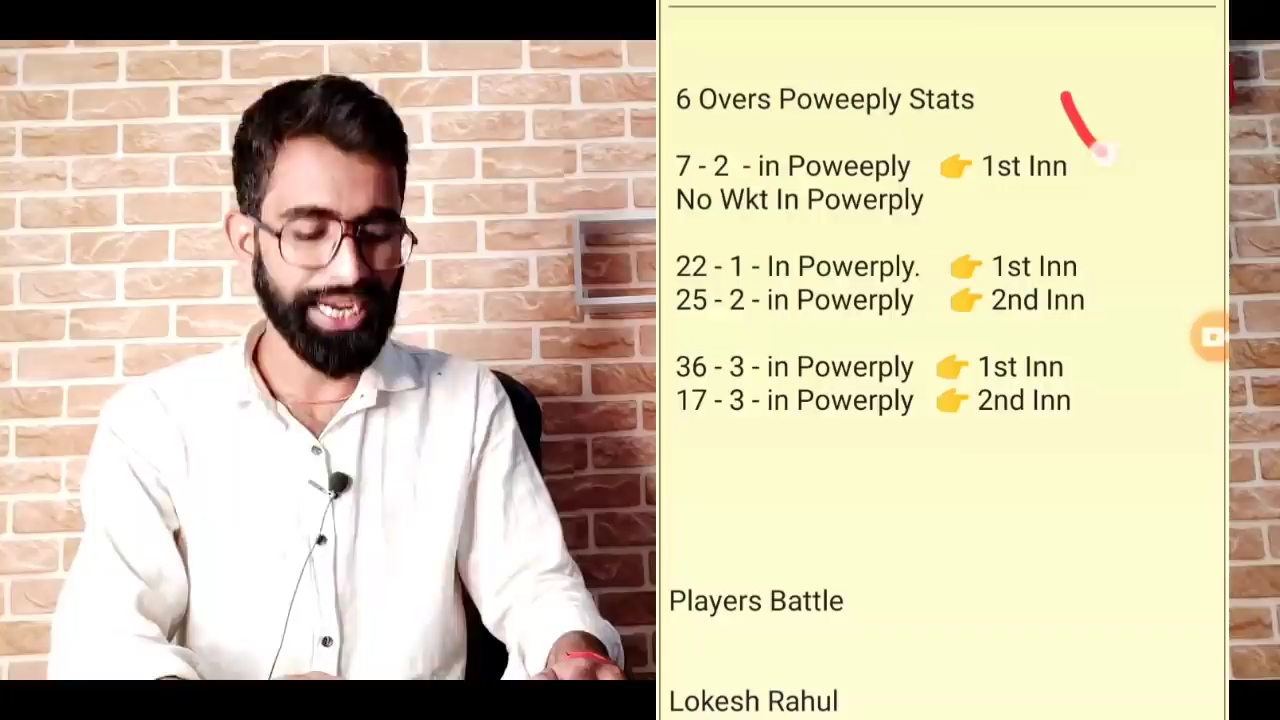 6 Overs Poweeply Stats
7 - 2 - in Poweeply 👉 1st Inn
No Wkt In Powerply
22 - 1 - In Powerply. 👉 1st Inn
25 - 2 - in Powerply 👉 2nd Inn
36 - 3 - in Powerply 👉 1st Inn
17 - 3 - in Powerply 👉 2nd Inn
Players Battle
Lokesh Rahul